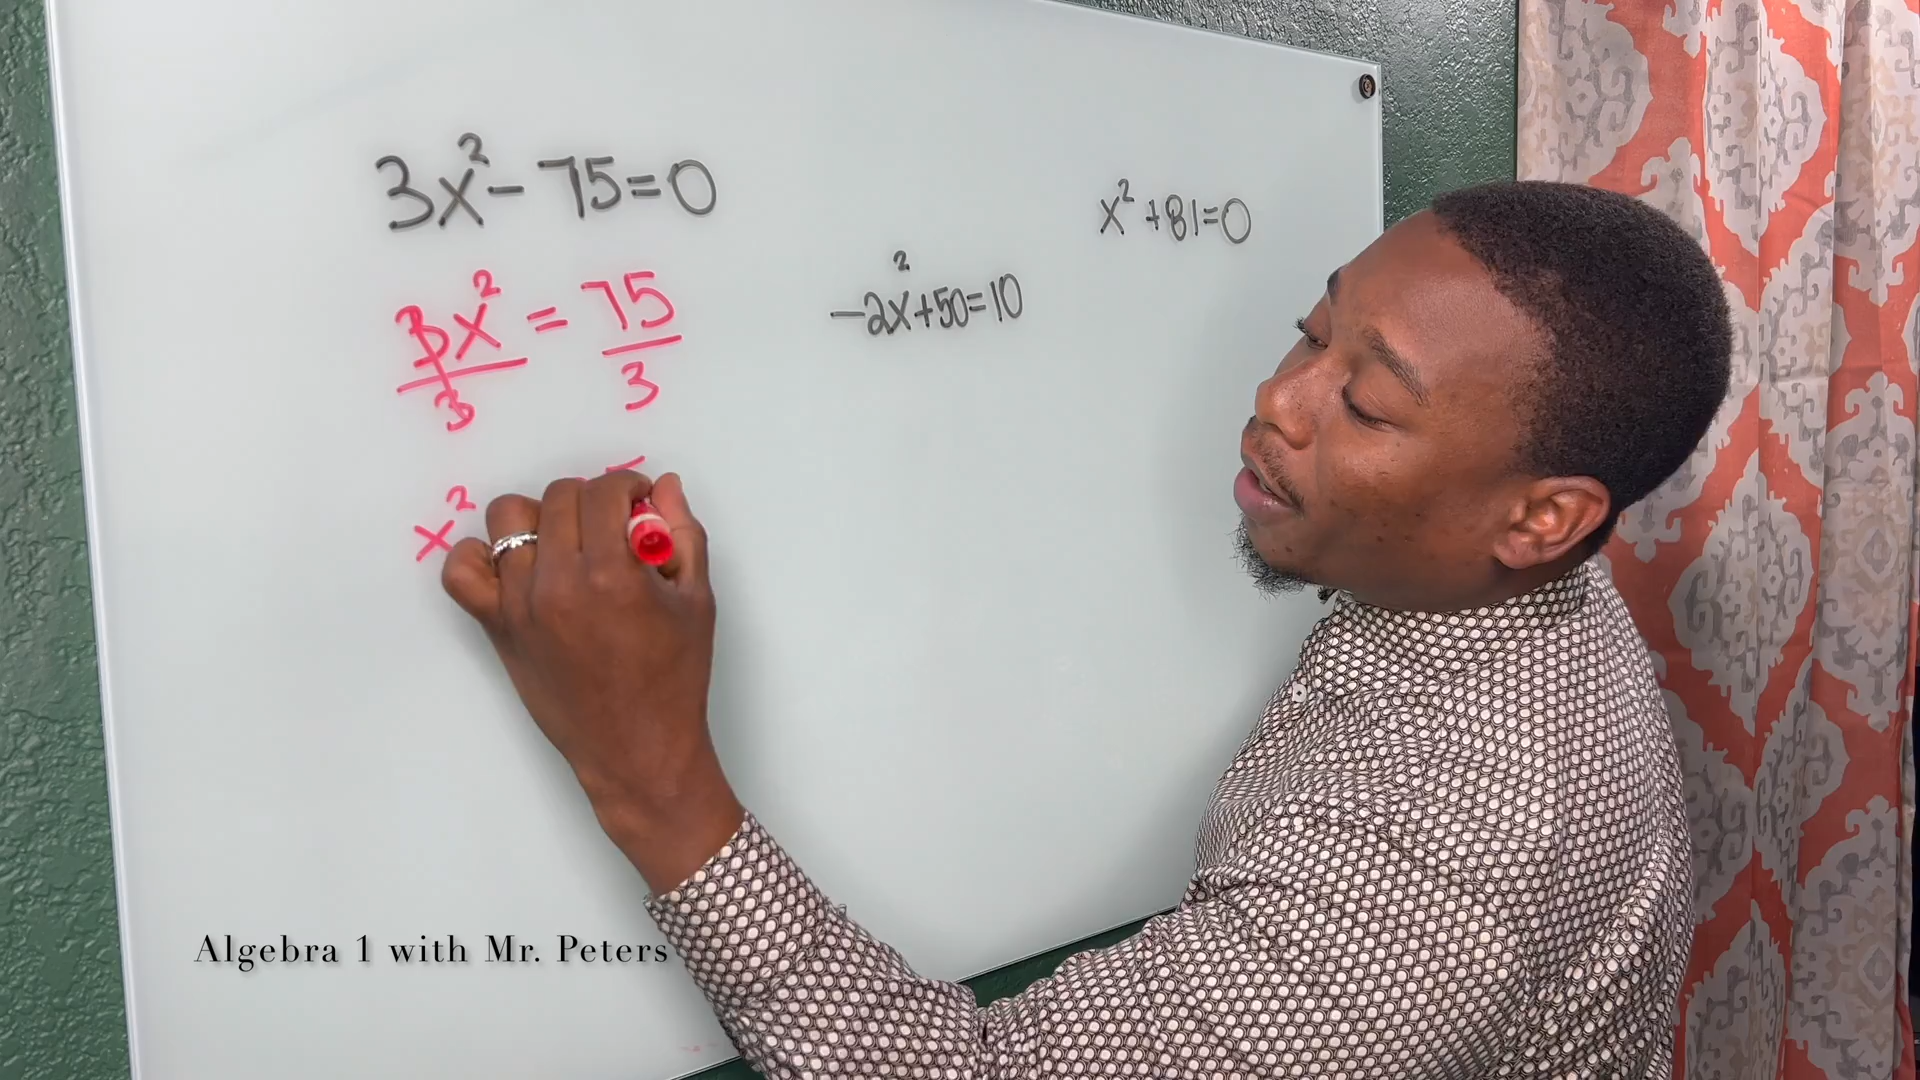 3x² - 75 = 0
3x² = 75
3 3
x²
-2x² + 50 = 10
x² + 81 = 0
Algebra 1 with Mr. Peters